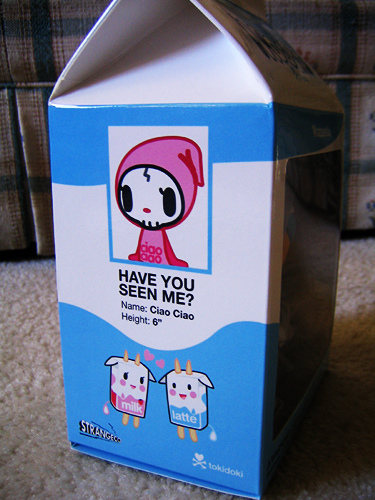 ciao
ciao
HAVE YOU
SEEN ME?
Name: Ciao Ciao
Height: 6"
milk
latte
STRANGECo
tokidoki